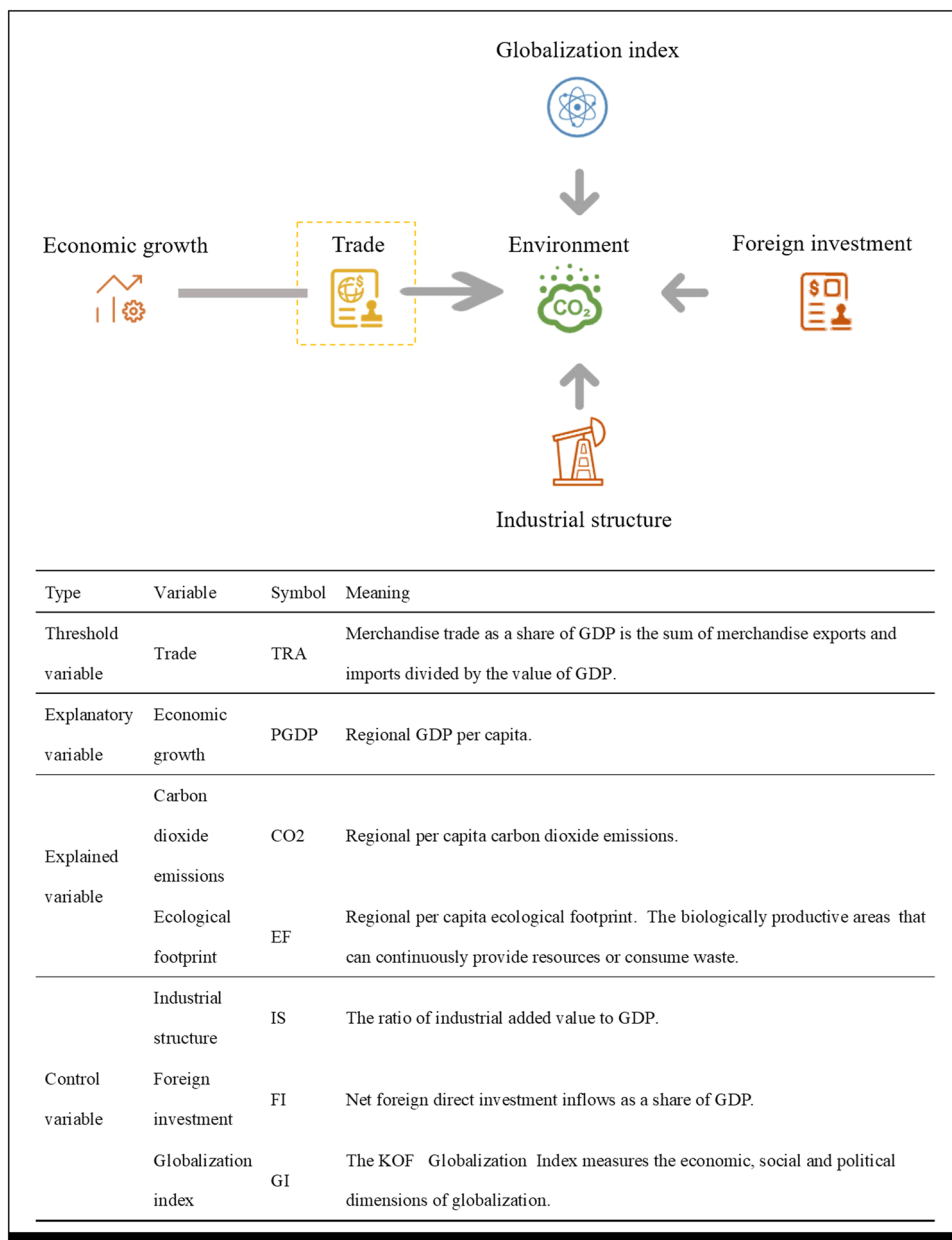 Globalization index
Economic growth
Trade
Environment
Foreign investment
$
CO₂
$
Industrial structure
Type Variable Symbol Meaning
Threshold variable Trade TRA Merchandise trade as a share of GDP is the sum of merchandise exports and
imports divided by the value of GDP.
Explanatory variable Economic growth PGDP Regional GDP per capita.
Explained variable
Carbon dioxide emissions CO2 Regional per capita carbon dioxide emissions.
Ecological footprint EF Regional per capita ecological footprint. The biologically productive areas that
can continuously provide resources or consume waste.
Control variable
Industrial structure IS The ratio of industrial added value to GDP.
Foreign investment FI Net foreign direct investment inflows as a share of GDP.
Globalization index GI The KOF Globalization Index measures the economic, social and political
dimensions of globalization.